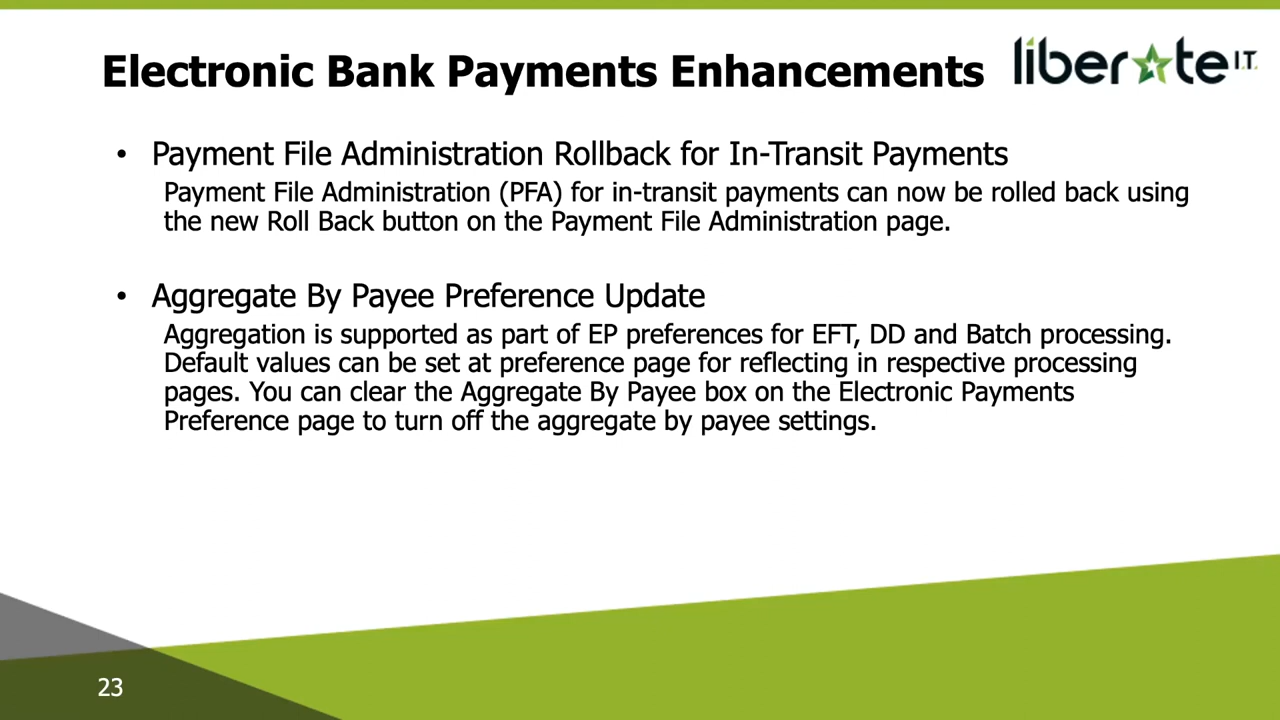 Electronic Bank Payments Enhancements
liberate I.T.
• Payment File Administration Rollback for In-Transit Payments
Payment File Administration (PFA) for in-transit payments can now be rolled back using
the new Roll Back button on the Payment File Administration page.
• Aggregate By Payee Preference Update
Aggregation is supported as part of EP preferences for EFT, DD and Batch processing.
Default values can be set at preference page for reflecting in respective processing
pages. You can clear the Aggregate By Payee box on the Electronic Payments
Preference page to turn off the aggregate by payee settings.
23